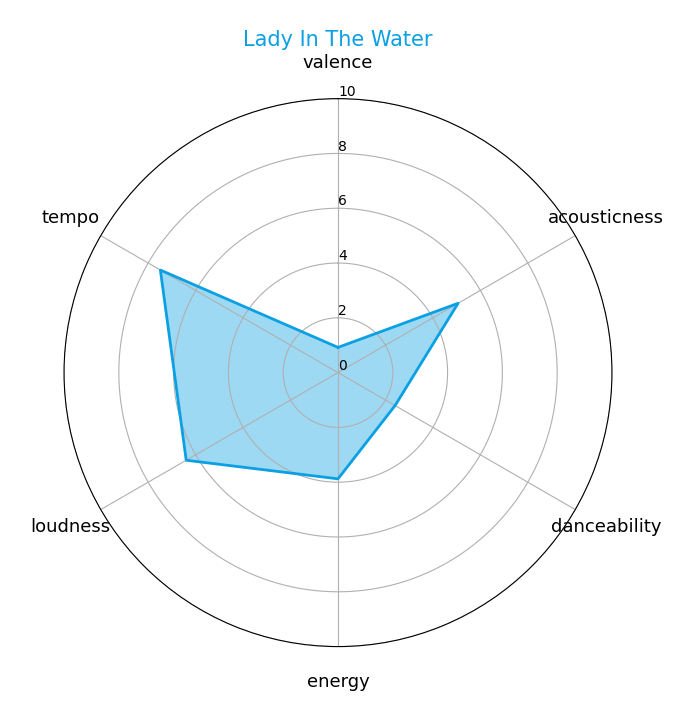 Lady In The Water
valence
10
8
tempo
6
acousticness
4
2
0
loudness
danceability
energy